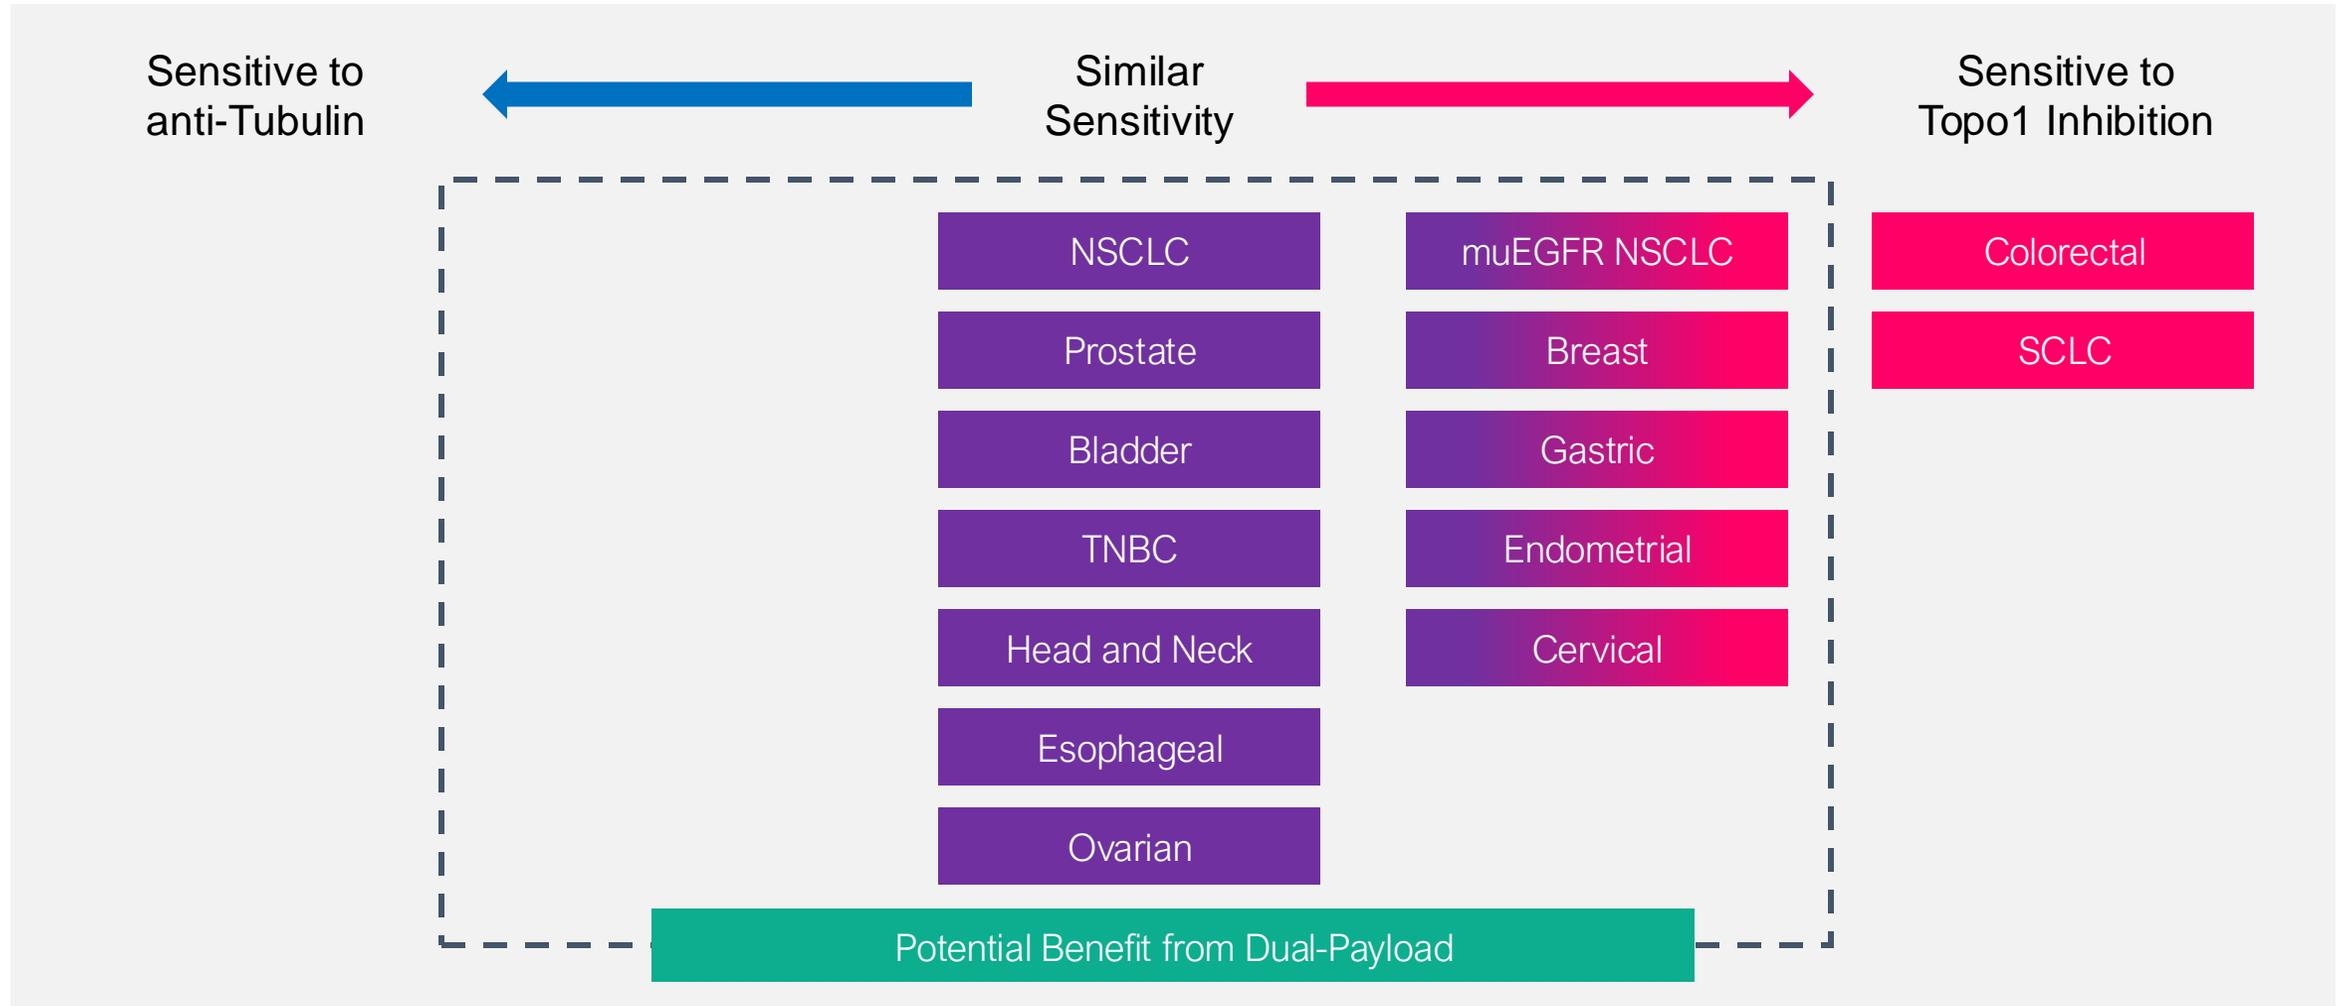 Sensitive to
anti-Tubulin
Similar
Sensitivity
Sensitive to
Topo1 Inhibition
NSCLC
muEGFR NSCLC
Colorectal
Prostate
Breast
SCLC
Bladder
Gastric
TNBC
Endometrial
Head and Neck
Cervical
Esophageal
Ovarian
Potential Benefit from Dual-Payload